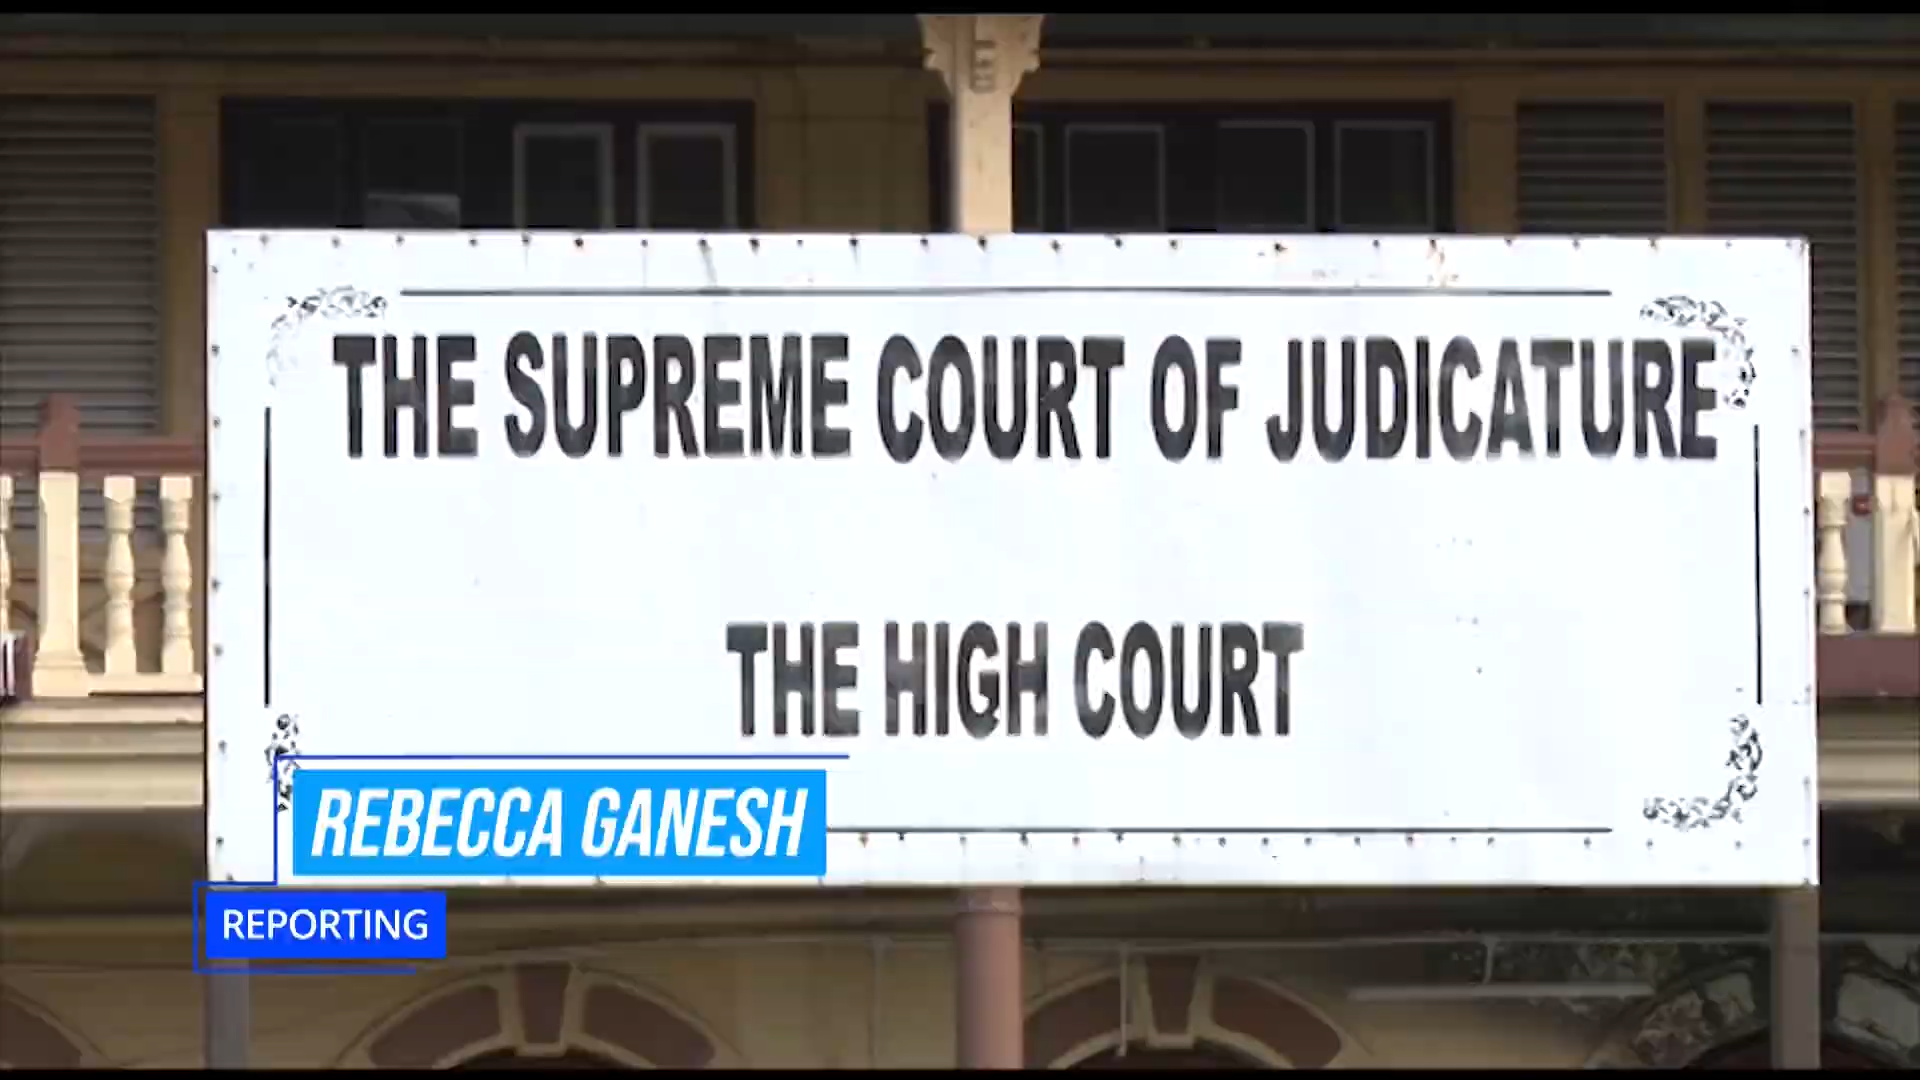 THE SUPREME COURT OF JUDICATURE
THE HIGH COURT
REBECCA GANESH
REPORTING